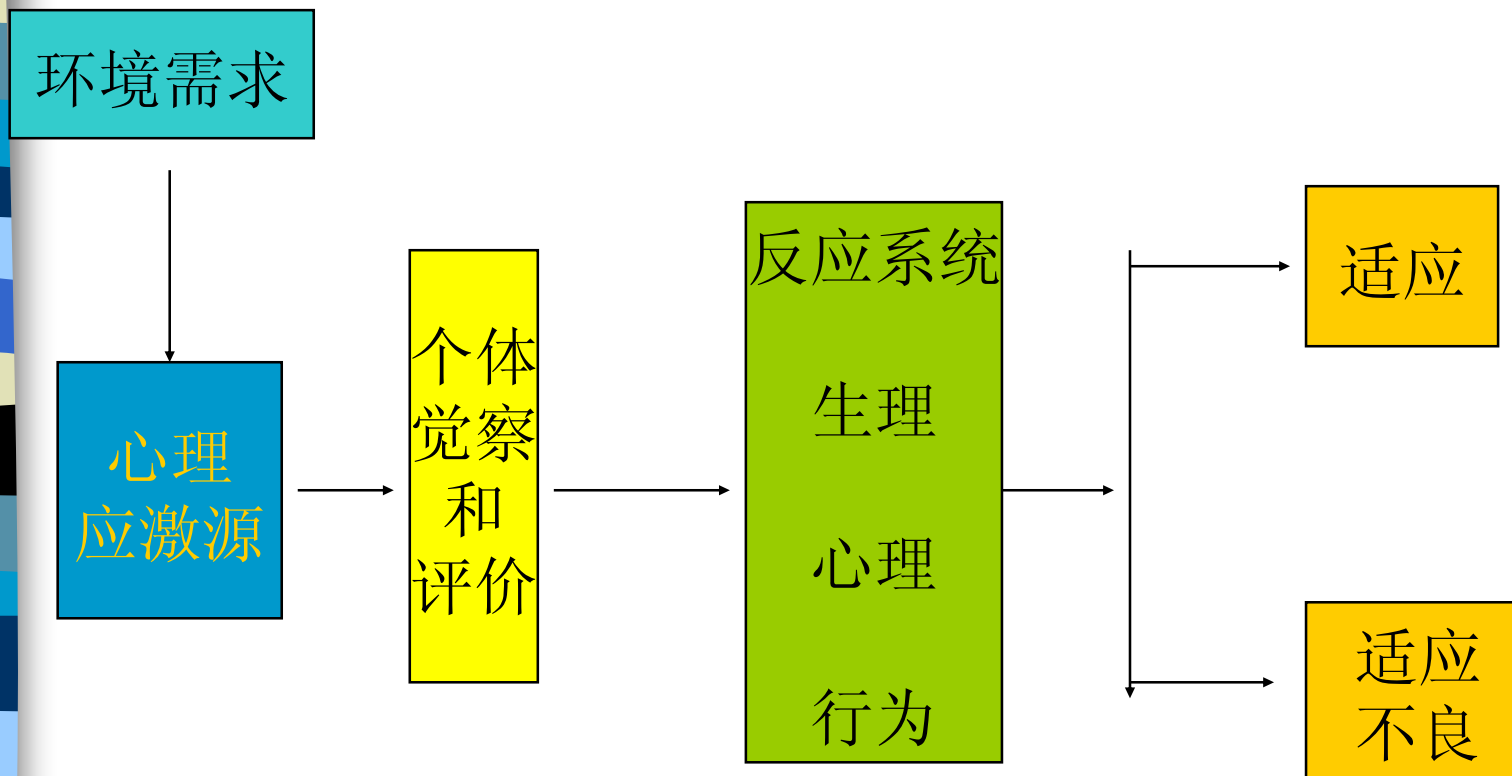 环境需求
心理
应激源
个体
觉察
和
评价
反应系统
生理
心理
行为
适应
适应
不良